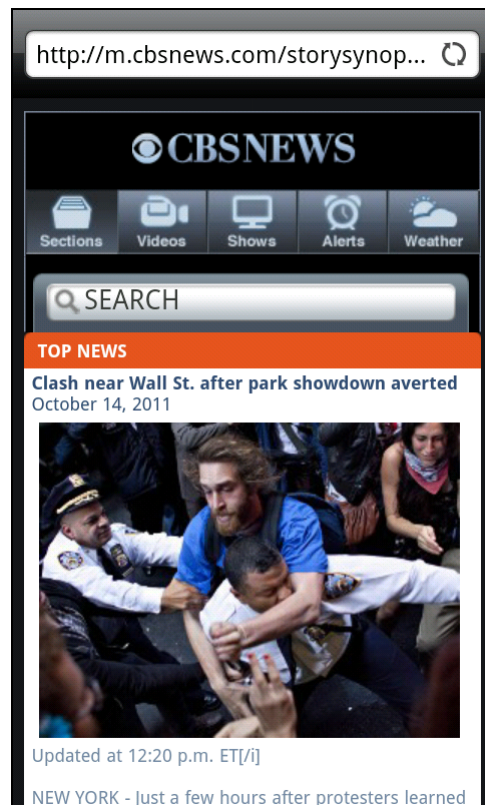 http://m.cbsnews.com/storysynop...
CBSNEWS
Sections Videos Shows Alerts Weather
SEARCH
TOP NEWS
Clash near Wall St. after park showdown averted
October 14, 2011
Updated at 12:20 p.m. ET[/i]
NEW YORK - Just a few hours after protesters learned